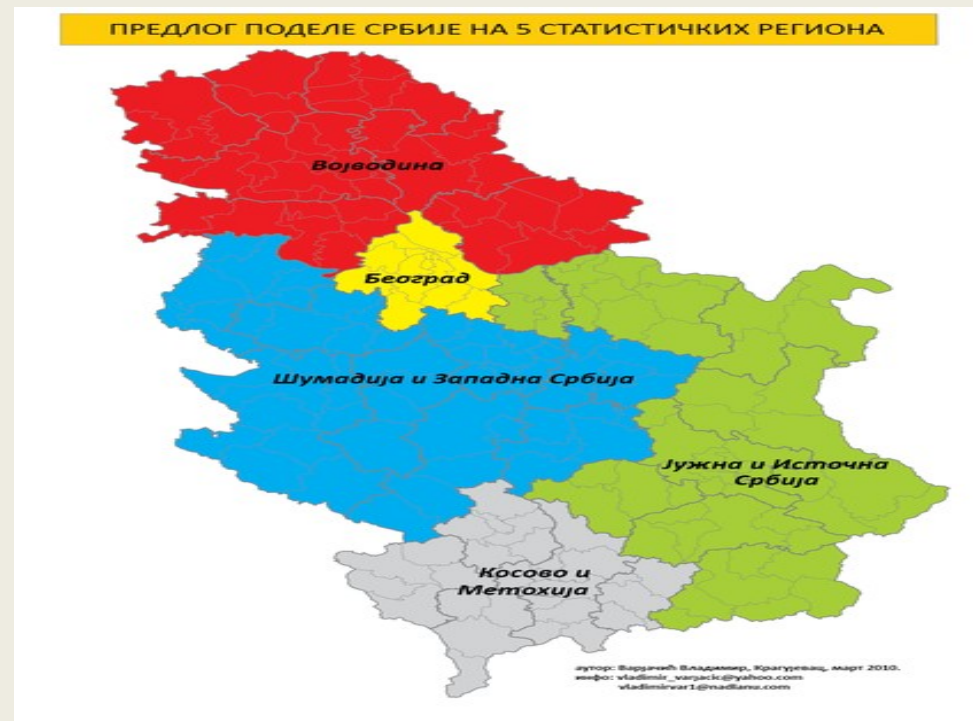 ПРЕДЛОГ ПОДЕЛЕ СРБИЈЕ НА 5 СТАТИСТИЧКИХ РЕГИОНА
Војводина
Београд
Шумадија и Западна Србија
Јужна и Источна
Србија
Косово и
Метохија
аутор: Варјачић Владимир, Крагујевац, март 2010.
инфо: vladimir_varjacic@yahoo.com
vladimirvar1@nadlanu.com